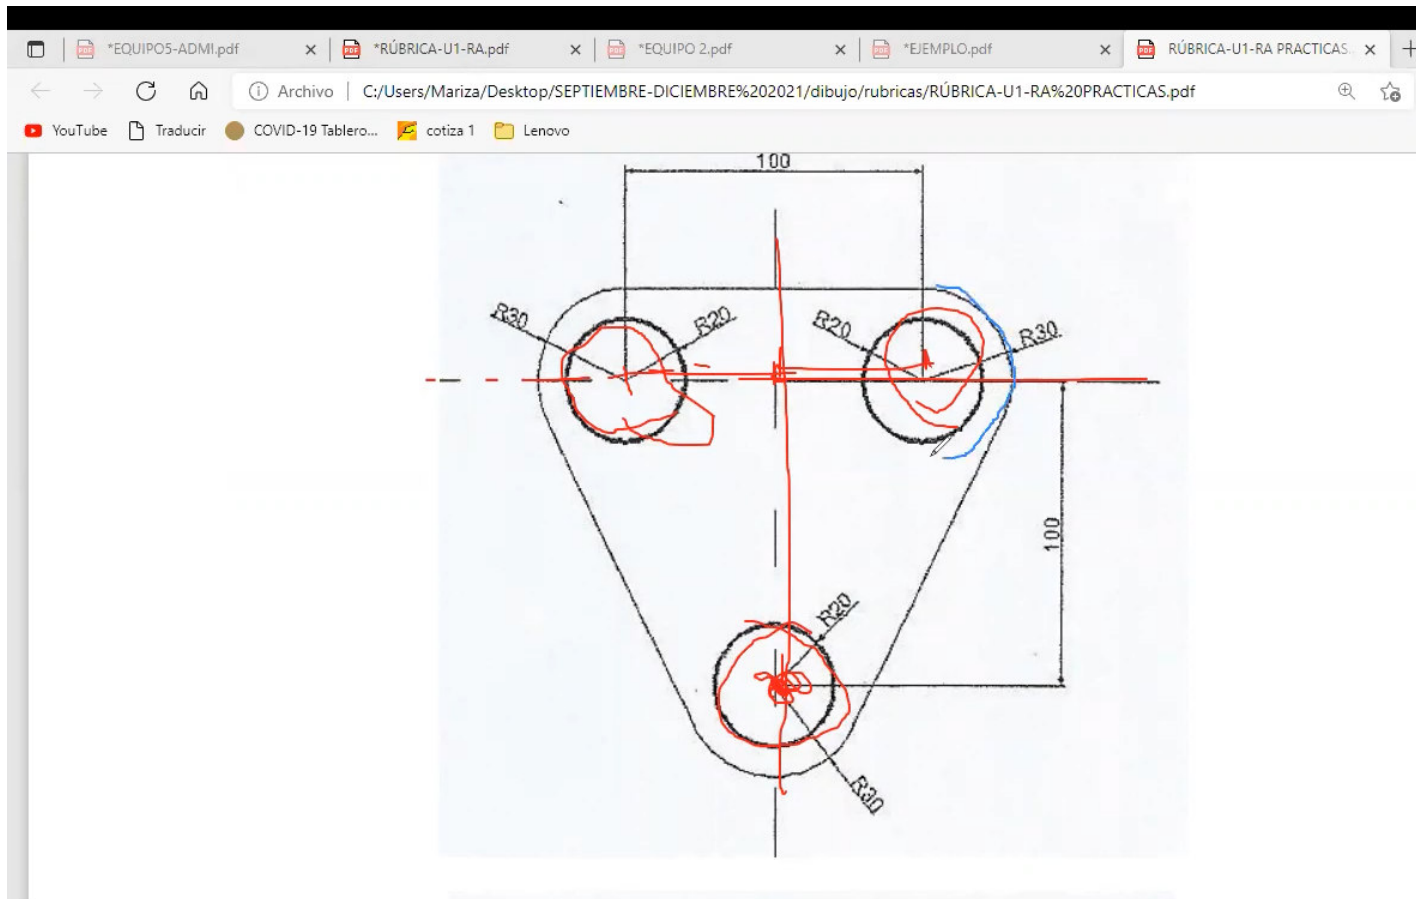 *EQUIPO5-ADMI.pdf
*RÚBRICA-U1-RA.pdf
*EQUIPO 2.pdf
*EJEMPLO.pdf
RÚBRICA-U1-RA PRACTICAS
Archivo | C:/Users/Mariza/Desktop/SEPTIEMBRE-DICIEMBRE%202021/dibujo/rubricas/RÚBRICA-U1-RA%20PRACTICAS.pdf
YouTube
Traducir
COVID-19 Tablero...
cotiza 1
Lenovo
100
R30
R20
R20
R30
100
R20
R30